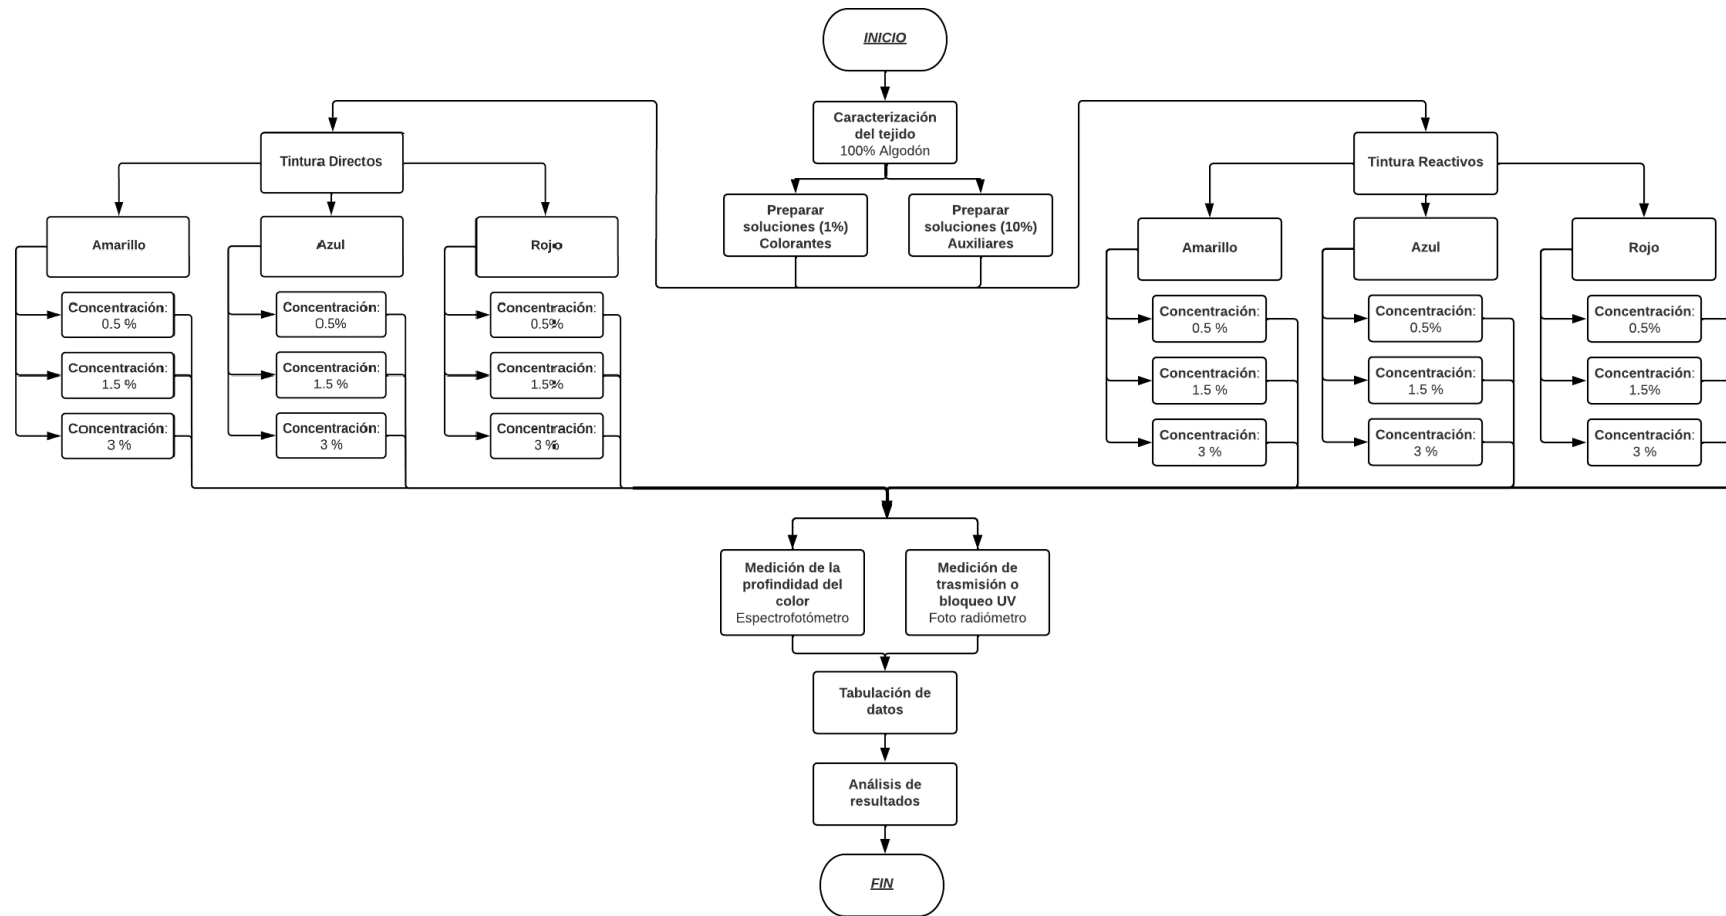 INICIO
Caracterización
del tejido
100% Algodón
Preparar
soluciones (1%)
Colorantes
Preparar
soluciones (10%)
Auxiliares
Tintura Directos
Amarillo
Concentración:
0.5 %
Concentración:
1.5 %
Concentración:
3 %
Azul
Concentración:
0.5%
Concentración:
1.5 %
Concentración:
3 %
Rojo
Concentración:
0.5%
Concentración:
1.5%
Concentración:
3 %
Tintura Reactivos
Amarillo
Concentración:
0.5 %
Concentración:
1.5 %
Concentración:
3 %
Azul
Concentración:
0.5%
Concentración:
1.5 %
Concentración:
3 %
Rojo
Concentración:
0.5%
Concentración:
1.5%
Concentración:
3 %
Medición de la
profindidad del
color
Espectrofotómetro
Medición de
trasmisión o
bloqueo UV
Foto radiómetro
Tabulación de
datos
Análisis de
resultados
FIN